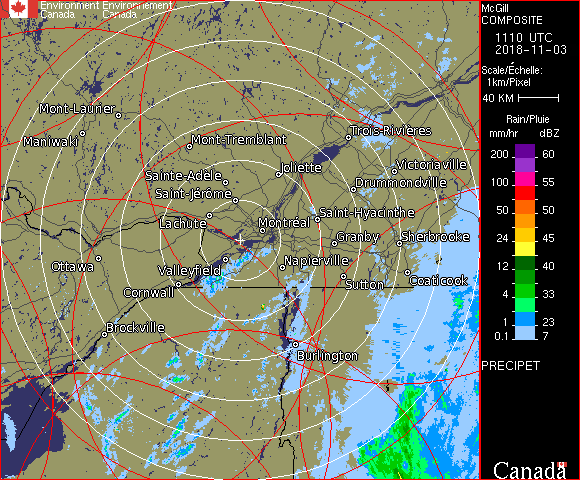 Environment Environnement
Canada Canada
McGill
COMPOSITE
1110 UTC
2018-11-03
Scale/Échelle:
1km/Pixel
40 KM
Rain/Pluie
mm/hr dBZ
200 60
100 55
50 50
24 45
12 40
4 33
1 23
0.1 7
PRECIPET
Canada
Mont-Laurier
Maniwaki
Mont-Tremblant
Trois-Rivières
Sainte-Adèle
Joliette
Victoriaville
Saint-Jérôme
Drummondville
Lachute
Montréal
Saint-Hyacinthe
Granby
Sherbrooke
Ottawa
Valleyfield
Napierville
Cornwall
Sutton
Coaticook
Brockville
Burlington